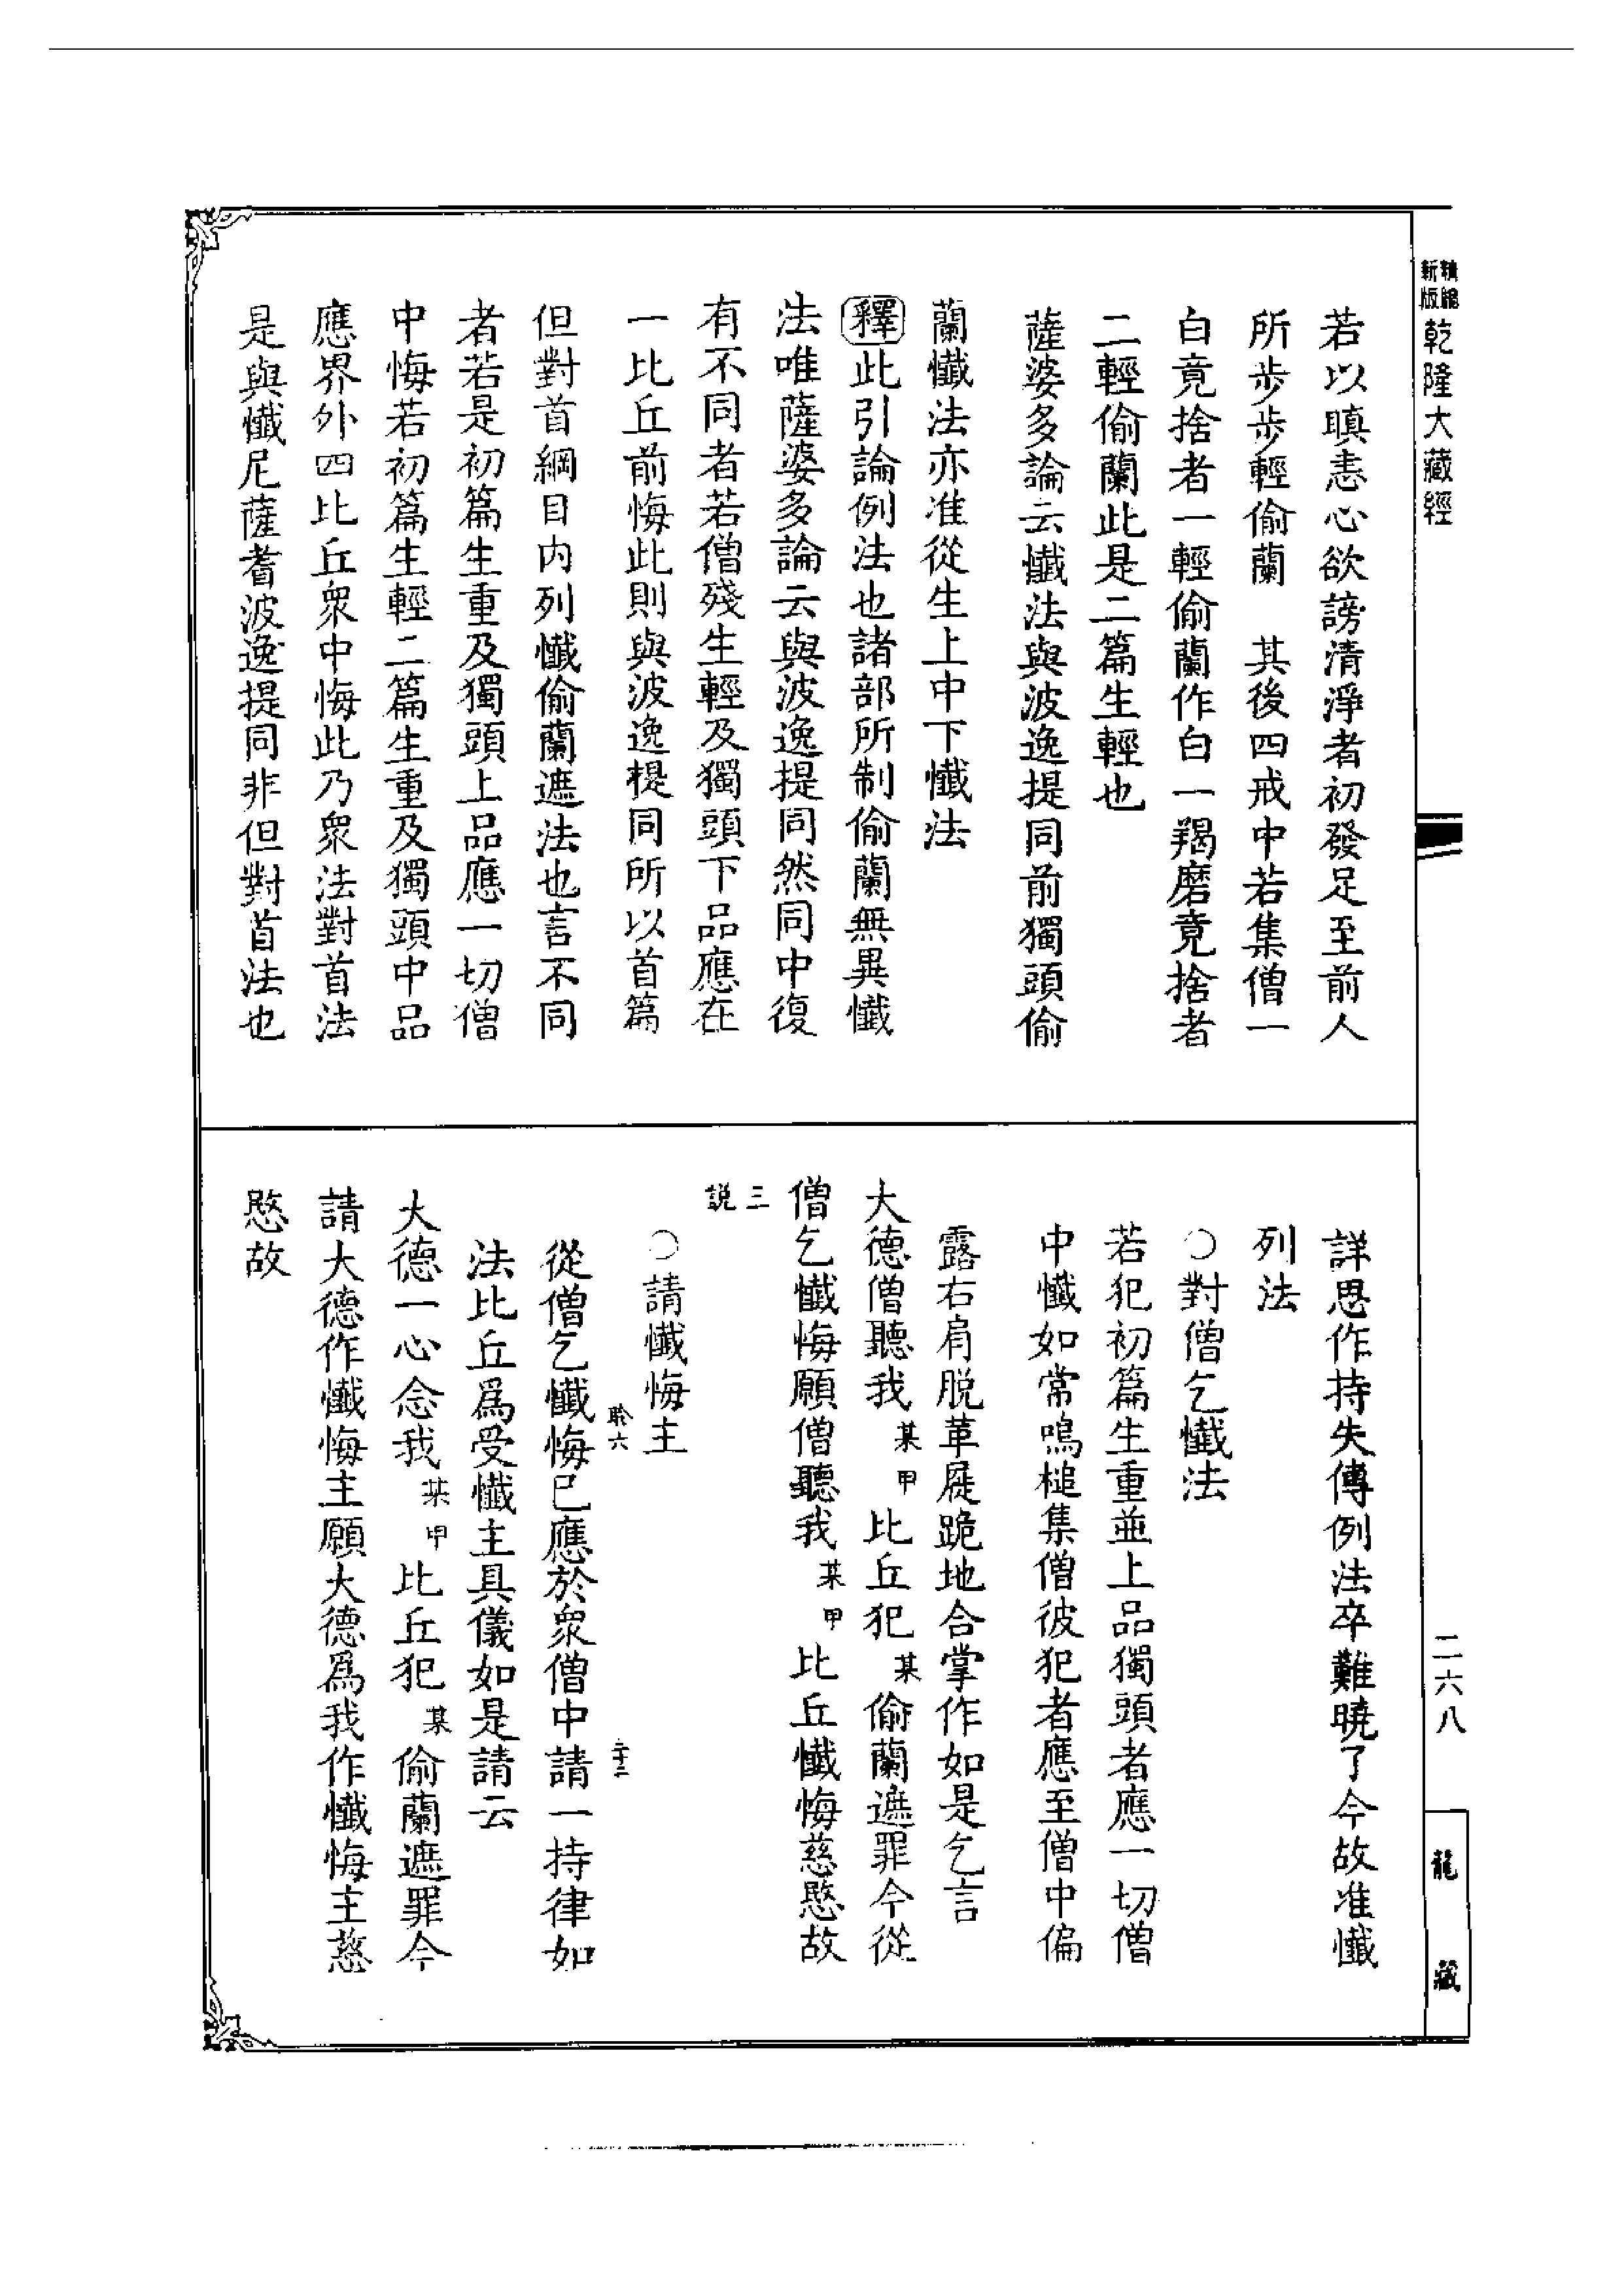 新版精縮乾隆大藏經
若以嗔恚心欲謗清淨者初發足至前人
所步步輕偷蘭　其後四戒中若集僧一
白竟捨者一輕偷蘭作白一羯磨竟捨者
二輕偷蘭此是二篇生輕也
薩婆多論云懺法與波逸提同前獨頭偷
蘭懺法亦准從生上中下懺法
釋此引論例法也諸部所制偷蘭無異懺
法唯薩婆多論云與波逸提同然同中復
有不同者若僧殘生輕及獨頭下品應在
一比丘前悔此則與波逸提同所以首篇
但對首綱目內列懺偷蘭遮法也言不同
者若是初篇生重及獨頭上品應一切僧
中悔若初篇生輕二篇生重及獨頭中品
應界外四比丘眾中悔此乃眾法對首法
是與懺尼薩耆波逸提同非但對首法也
詳思作持失傳例法卒難曉了今故准懺
列法
○對僧乞懺法
若犯初篇生重並上品獨頭者應一切僧
中懺如常鳴槌集僧彼犯者應至僧中偏
露右肩脫革屣跪地合掌作如是乞言
大德僧聽我某甲比丘犯某偷蘭遮罪今從
僧乞懺悔願僧聽我某甲比丘懺悔慈愍故
三說
○請懺悔主
聆六　二十二
從僧乞懺悔已應於眾僧中請一持律如
法比丘爲受懺主具儀如是請云
大德一心念我某甲比丘犯某偷蘭遮罪今
請大德作懺悔主願大德爲我作懺悔主慈
愍故
二六八
龍藏